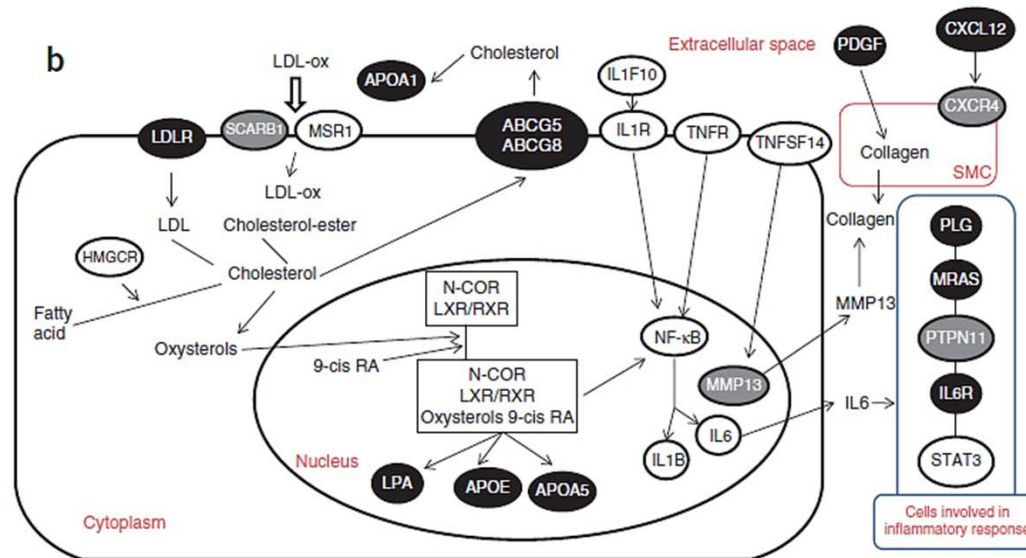 b
LDL-ox
APOA1
Cholesterol
Extracellular space
PDGF
CXCL12
IL1F10
CXCR4
LDLR
SCARB1
MSR1
ABCG5
ABCG8
IL1R
TNFR
TNFSF14
Collagen
SMC
LDL-ox
LDL
Cholesterol-ester
Collagen
PLG
HMGCR
Cholesterol
MRAS
Fatty
acid
N-COR
LXR/RXR
MMP13
Oxysterols
NF-κB
PTPN11
9-cis RA
N-COR
LXR/RXR
Oxysterols 9-cis RA
MMP13
IL6
IL6R
IL6
IL1B
STAT3
Nucleus
LPA
APOE
APOA5
Cytoplasm
Cells involved in
inflammatory response